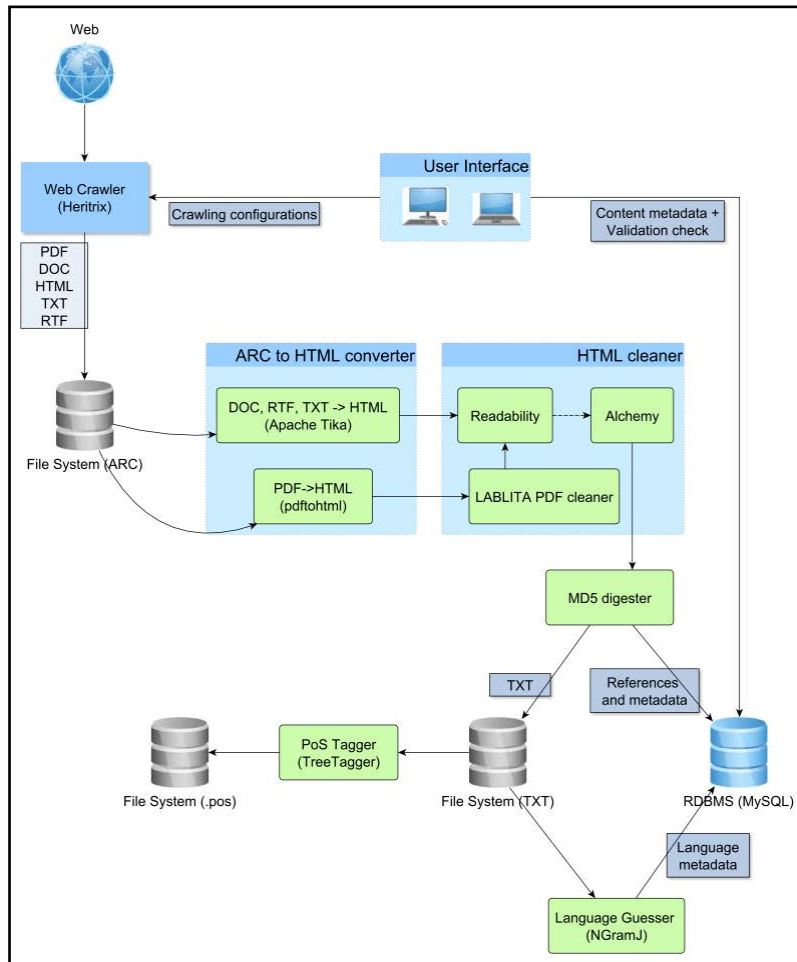 Web
Web Crawler
(Heritrix)
User Interface
Crawling configurations
Content metadata +
Validation check
PDF
DOC
HTML
TXT
RTF
File System (ARC)
ARC to HTML converter
DOC, RTF, TXT -> HTML
(Apache Tika)
PDF->HTML
(pdftohtml)
HTML cleaner
Readability
Alchemy
LABLITA PDF cleaner
MD5 digester
TXT
References
and metadata
File System (.pos)
PoS Tagger
(TreeTagger)
File System (TXT)
RDBMS (MySQL)
Language
metadata
Language Guesser
(NGramJ)